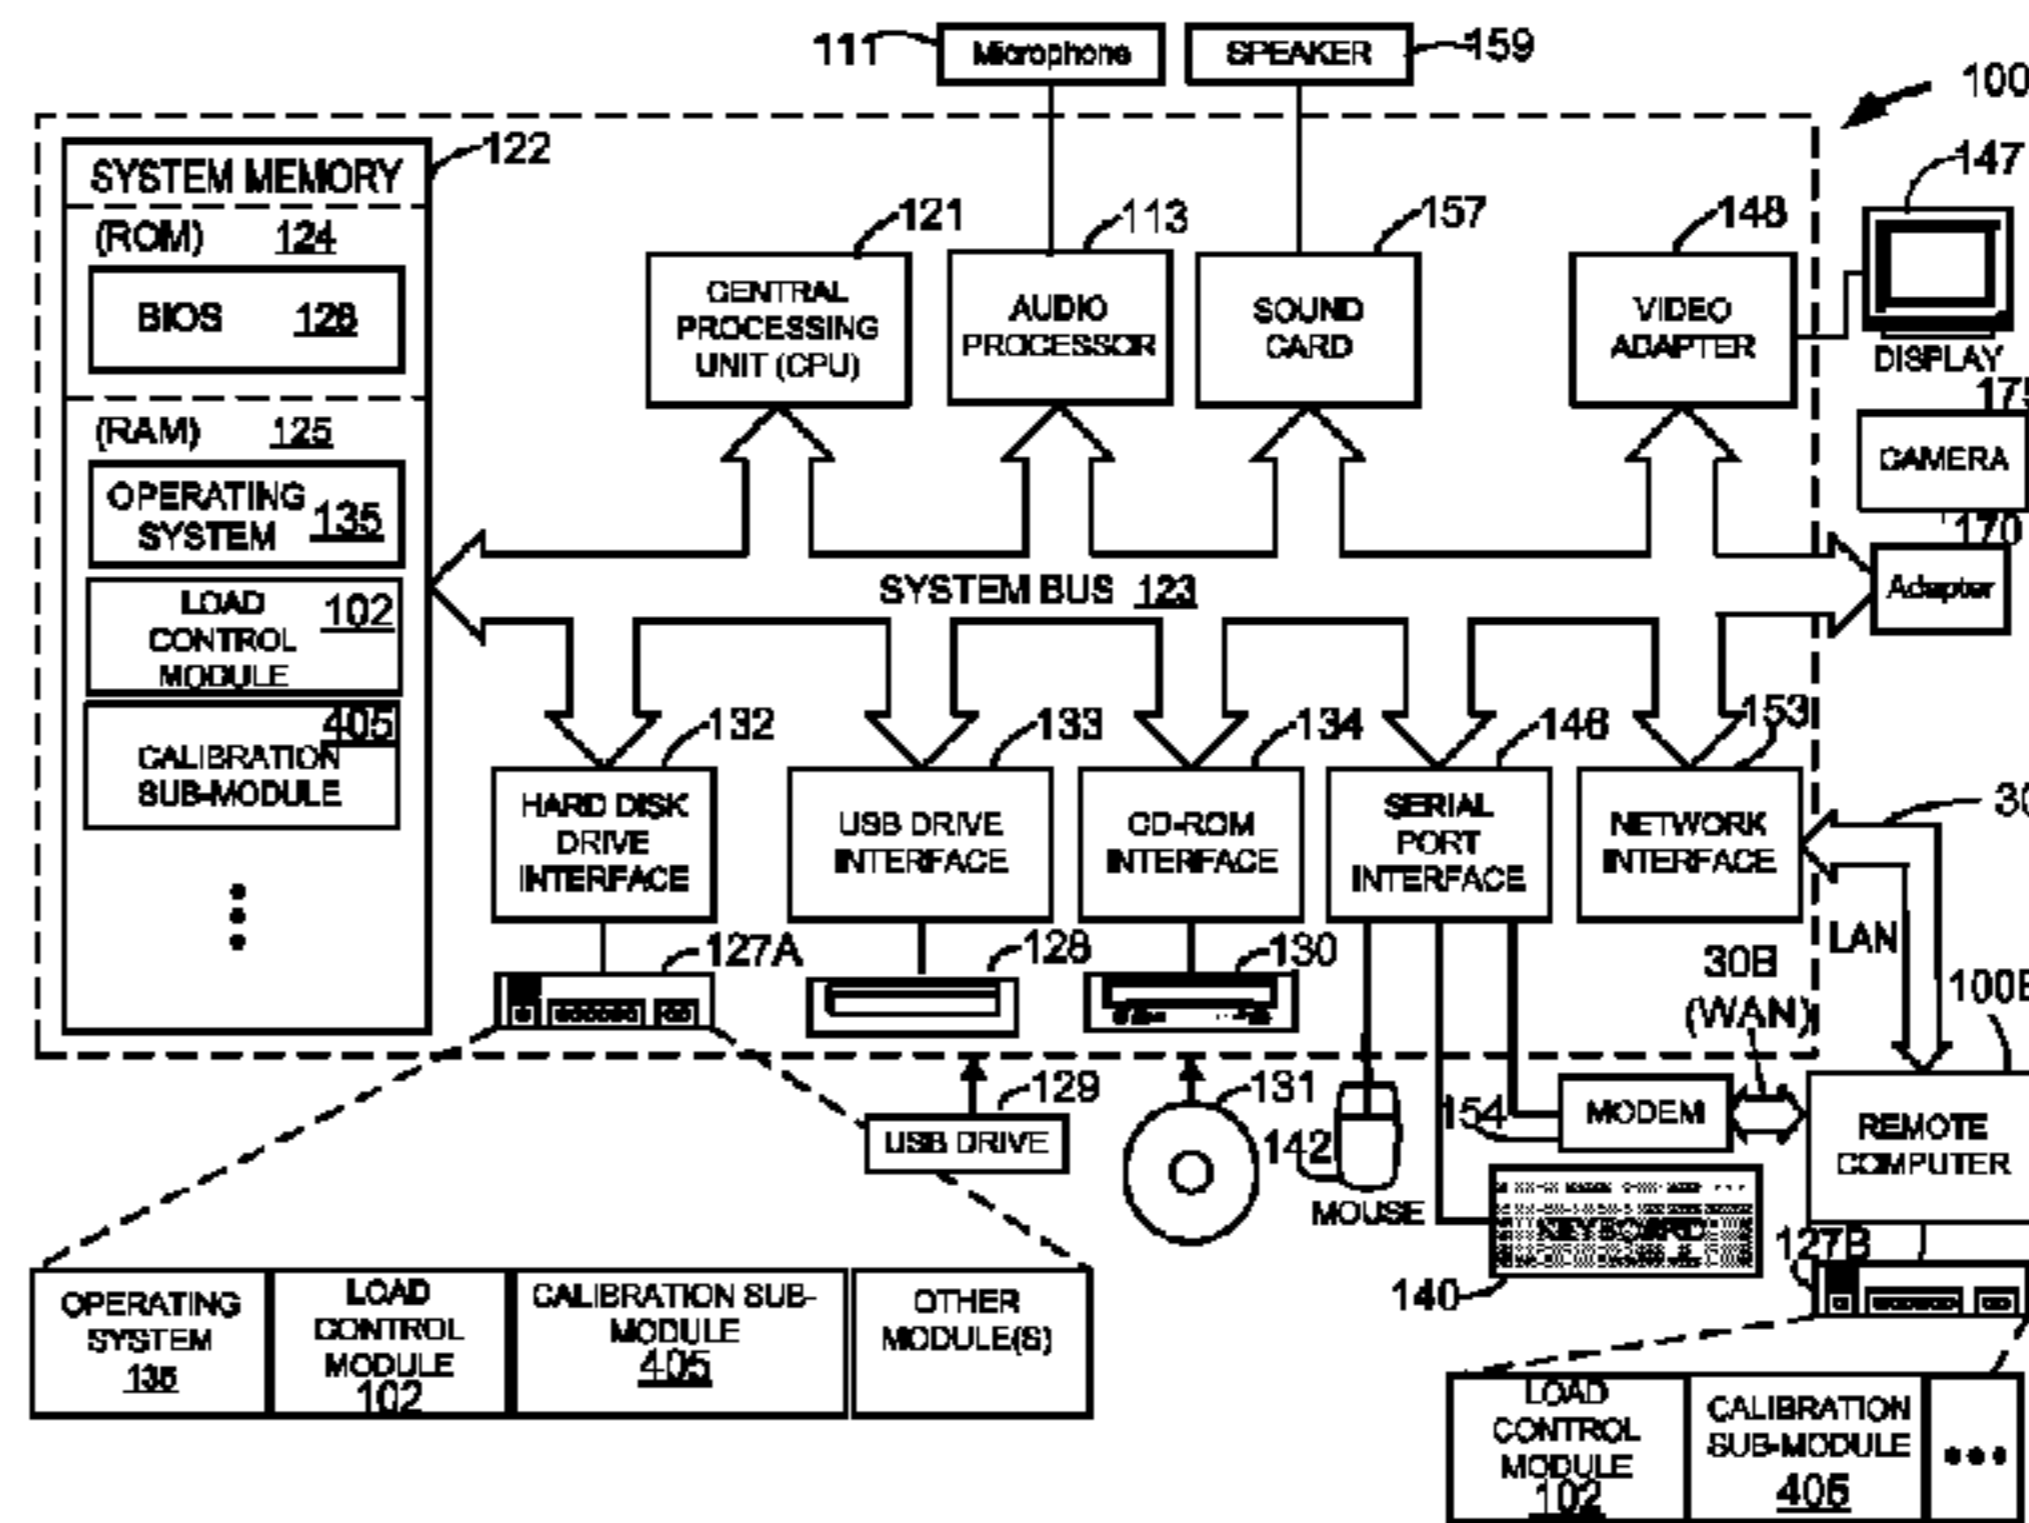 111
Microphone
SPEAKER
159
100
SYSTEM MEMORY
122
(ROM) 124
BIOS 126
(RAM) 125
OPERATING
SYSTEM
135
LOAD
CONTROL
MODULE
102
405
CALIBRATION
SUB-MODULE
121
CENTRAL
PROCESSING
UNIT (CPU)
113
AUDIO
PROCESSOR
157
SOUND
CARD
148
VIDEO
ADAPTER
147
DISPLAY
175
CAMERA
170
Adapter
SYSTEM BUS 123
132
HARD DISK
DRIVE
INTERFACE
133
USB DRIVE
INTERFACE
134
CD-ROM
INTERFACE
146
SERIAL
PORT
INTERFACE
153
NETWORK
INTERFACE
30
LAN
127A
128
130
30B
(WAN)
100B
129
USB DRIVE
131
142
MOUSE
154
MODEM
REMOTE
COMPUTER
KEYBOARD
140
127B
OPERATING
SYSTEM
135
LOAD
CONTROL
MODULE
102
CALIBRATION SUB-
MODULE
405
OTHER
MODULE(S)
LOAD
CONTROL
MODULE
102
CALIBRATION
SUB-MODULE
405